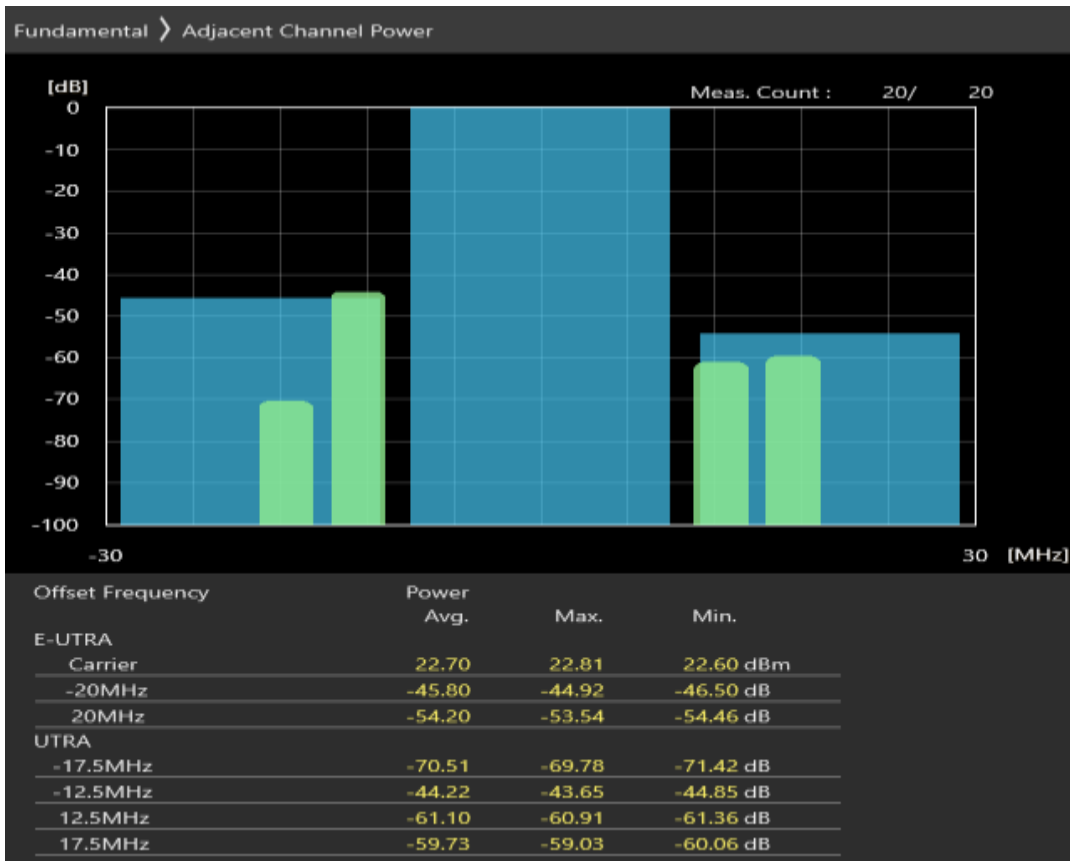 Fundamental 〉 Adjacent Channel Power
[dB]
Meas. Count : 20/ 20
0
-10
-20
-30
-40
-50
-60
-70
-80
-90
-100
-30 30 [MHz]
Offset Frequency Power
Avg. Max. Min.
E-UTRA
Carrier 22.70 22.81 22.60 dBm
-20MHz -45.80 -44.92 -46.50 dB
20MHz -54.20 -53.54 -54.46 dB
UTRA
-17.5MHz -70.51 -69.78 -71.42 dB
-12.5MHz -44.22 -43.65 -44.85 dB
12.5MHz -61.10 -60.91 -61.36 dB
17.5MHz -59.73 -59.03 -60.06 dB